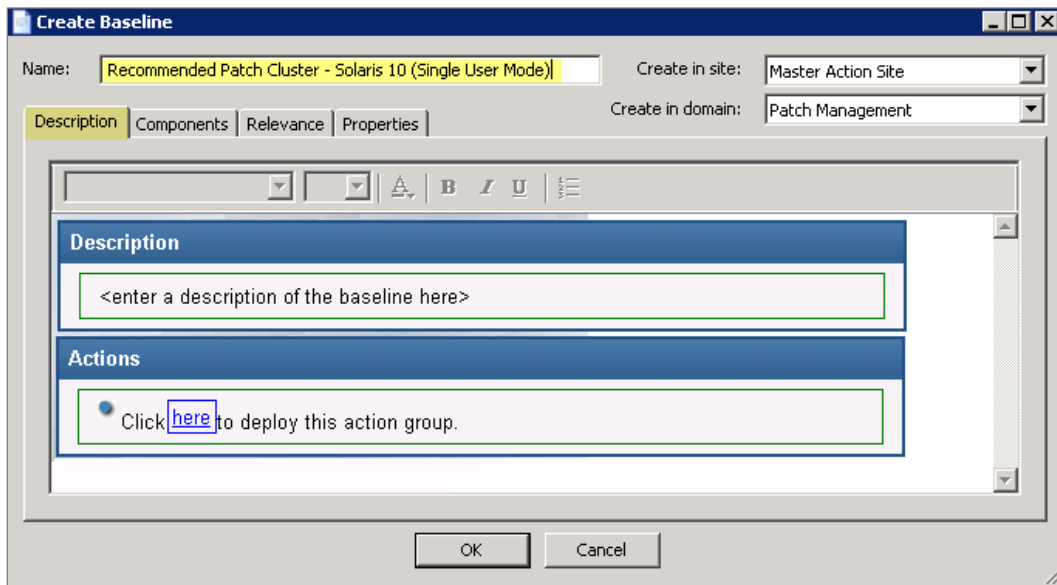 Create Baseline
Name: Recommended Patch Cluster - Solaris 10 (Single User Mode) Create in site: Master Action Site
Create in domain: Patch Management
Description Components Relevance Properties
A B I U
Description
<enter a description of the baseline here>
Actions
Click here to deploy this action group.
OK Cancel